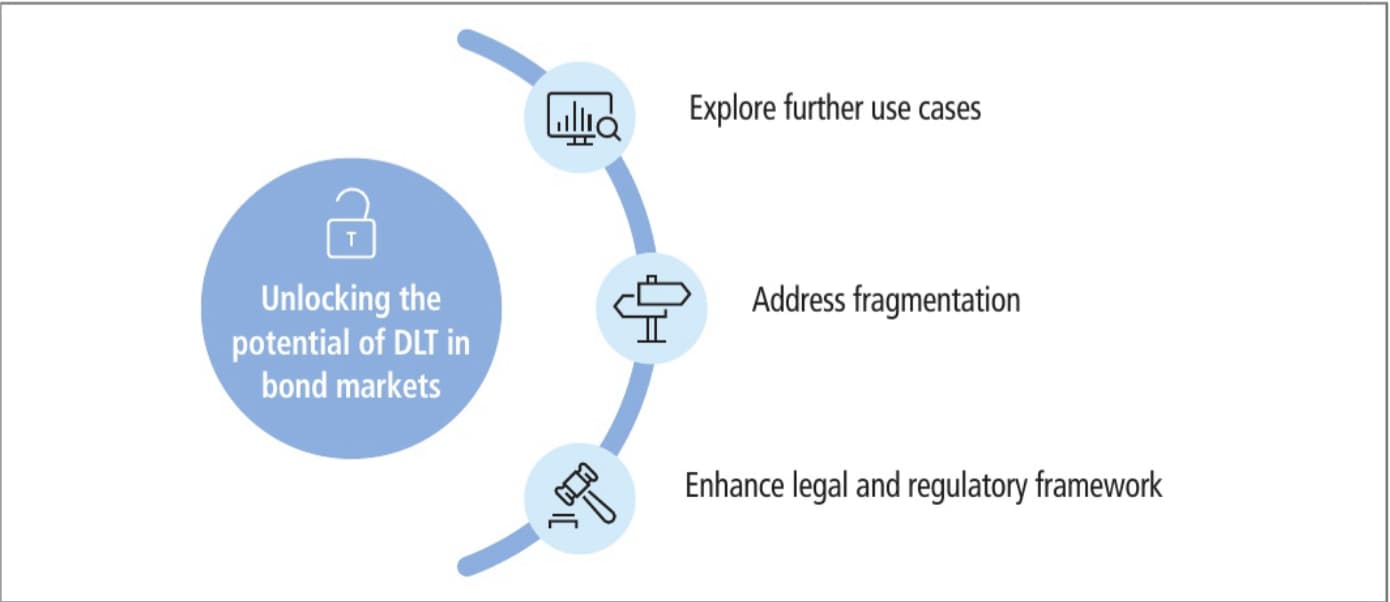 Explore further use cases
T
Unlocking the
potential of DLT in
bond markets
Address fragmentation
Enhance legal and regulatory framework